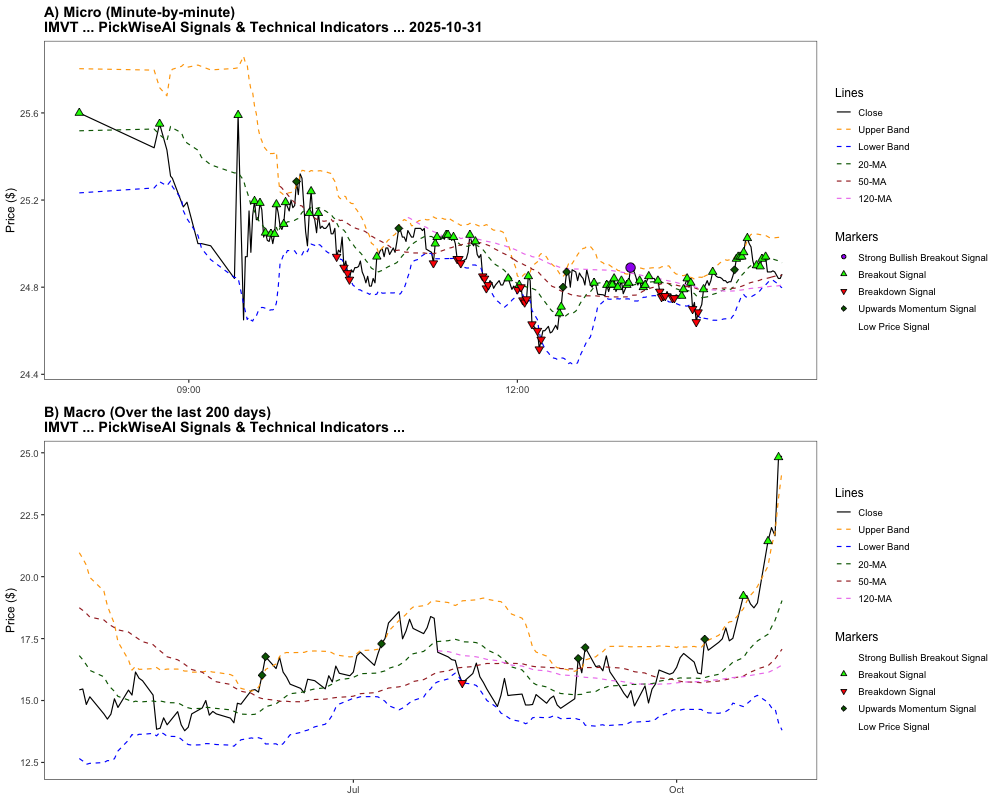 A) Micro (Minute-by-minute)
IMVT ... PickWiseAI Signals & Technical Indicators ... 2025-10-31
Price ($)
25.6
25.2
24.8
24.4
09:00
12:00
Lines
Close
Upper Band
Lower Band
20-MA
50-MA
120-MA
Markers
Strong Bullish Breakout Signal
Breakout Signal
Breakdown Signal
Upwards Momentum Signal
Low Price Signal
B) Macro (Over the last 200 days)
IMVT ... PickWiseAI Signals & Technical Indicators ...
Price ($)
25.0
22.5
20.0
17.5
15.0
12.5
Jul
Oct
Lines
Close
Upper Band
Lower Band
20-MA
50-MA
120-MA
Markers
Strong Bullish Breakout Signal
Breakout Signal
Breakdown Signal
Upwards Momentum Signal
Low Price Signal